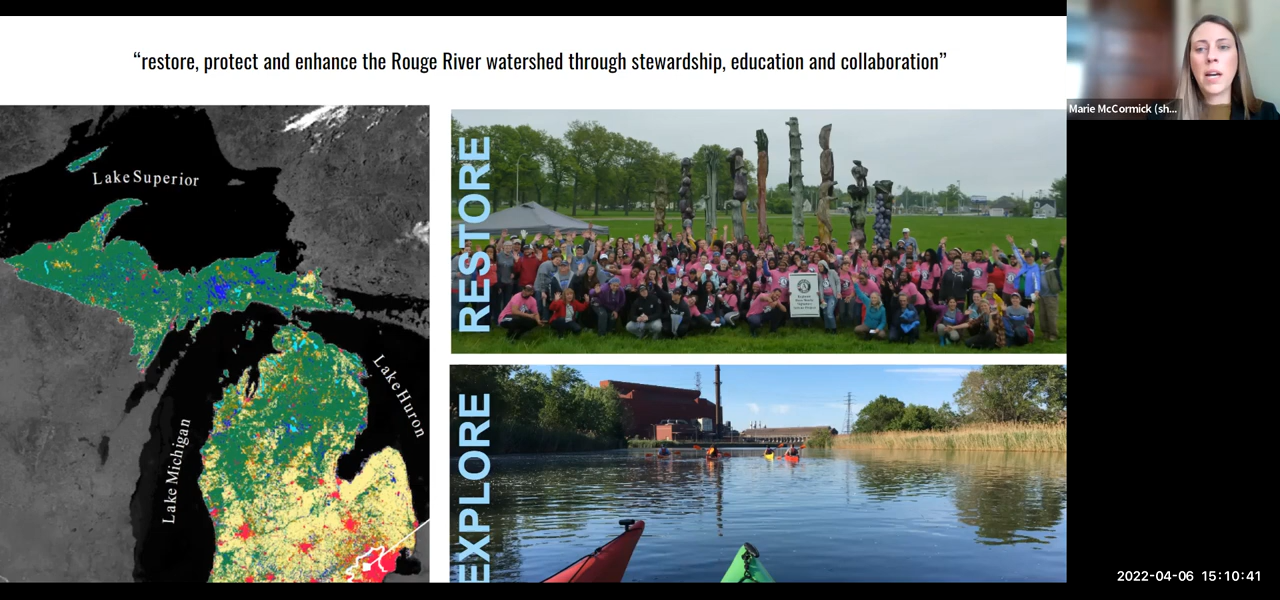 “restore, protect and enhance the Rouge River watershed through stewardship, education and collaboration”
Marie McCormick (sh...
Lake Superior
Lake Huron
Lake Michigan
RESTORE
EXPLORE
2022-04-06 15:10:41